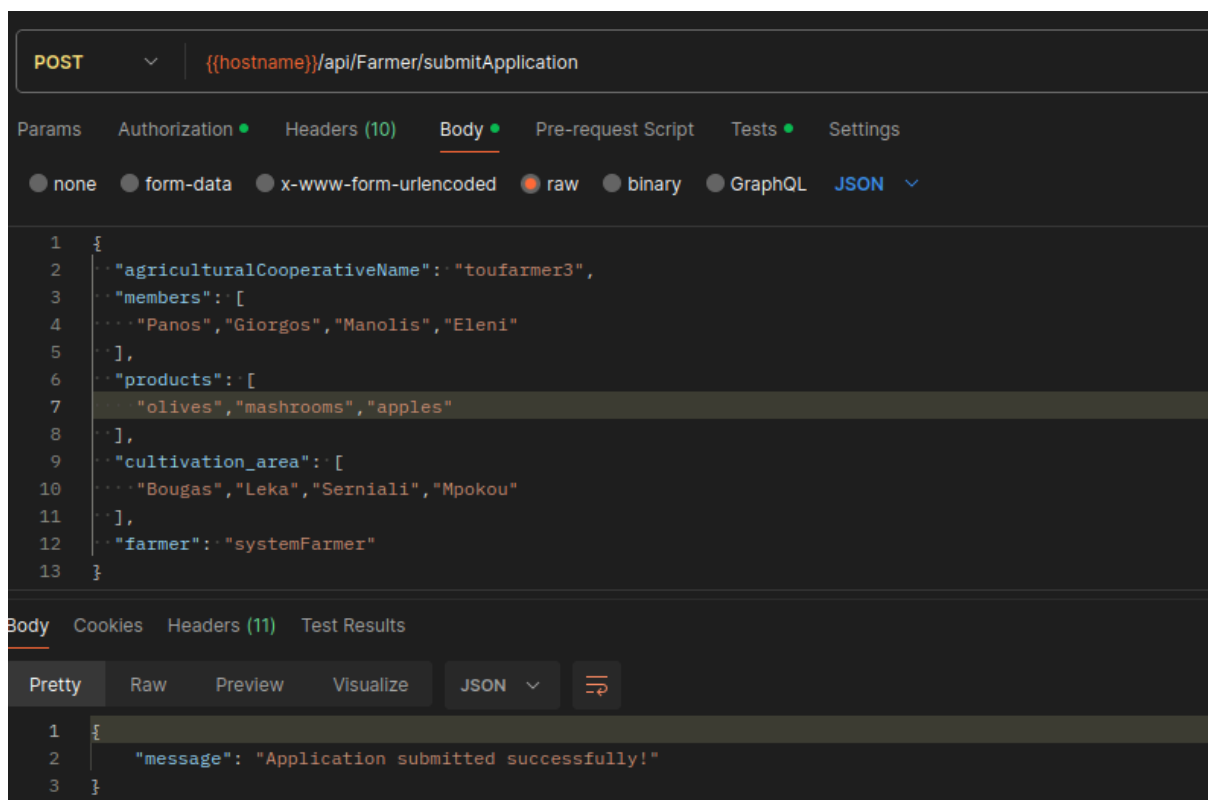 POST {{hostname}}/api/Farmer/submitApplication
Params Authorization Headers (10) Body Pre-request Script Tests Settings
none form-data x-www-form-urlencoded raw binary GraphQL JSON
1 {
2 "agriculturalCooperativeName": "toufarmer3",
3 "members": [
4 "Panos","Giorgos","Manolis","Eleni"
5 ],
6 "products": [
7 "olives","mashrooms","apples"
8 ],
9 "cultivation_area": [
10 "Bougas","Leka","Serniali","Mpokou"
11 ],
12 "farmer": "systemFarmer"
13 }
Body Cookies Headers (11) Test Results
Pretty Raw Preview Visualize JSON
1 {
2 "message": "Application submitted successfully!"
3 }